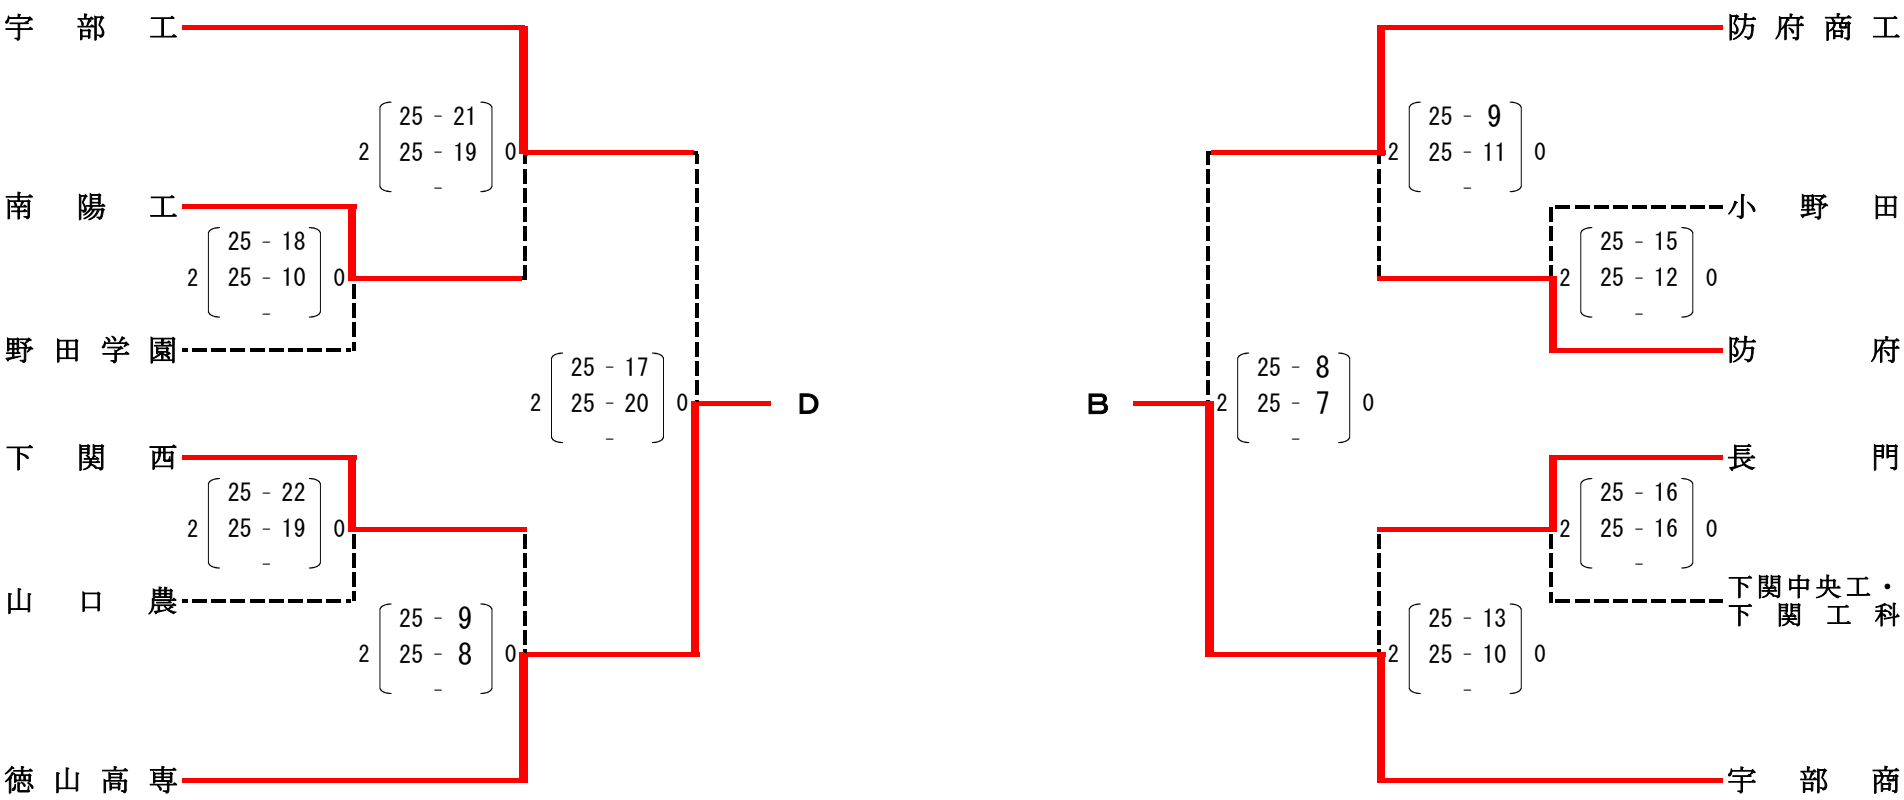 宇部工
25 - 21
2 25 - 19 0
-
南陽工
25 - 18
2 25 - 10 0
-
野田学園
25 - 17
2 25 - 20 0
-
D
下関西
25 - 22
2 25 - 19 0
-
山口農
25 - 9
2 25 - 8 0
-
徳山高専
防府商工
25 - 9
2 25 - 11 0
-
小野田
25 - 15
2 25 - 12 0
-
防府
B
25 - 8
2 25 - 7 0
-
長門
25 - 16
2 25 - 16 0
-
下関中央工・
下関工科
25 - 13
2 25 - 10 0
-
宇部商